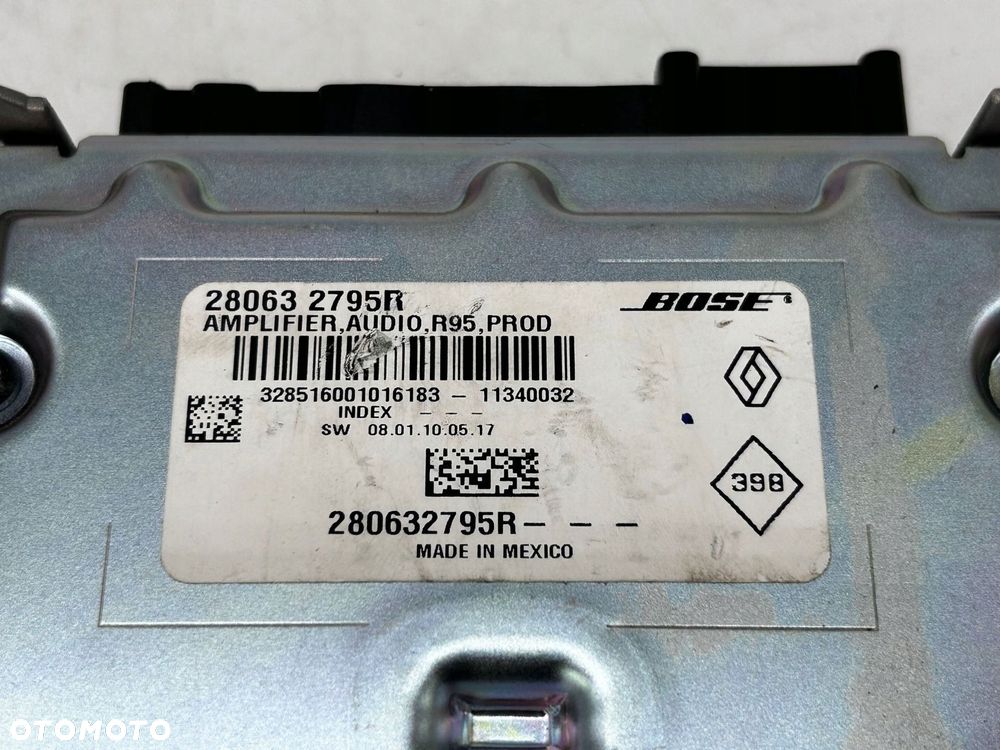 28063 2795R
BOSE
AMPLIFIER,AUDIO,R95,PROD
328516001016183 - 11340032
INDEX - - -
SW 08.01.10.05.17
398
280632795R- - -
MADE IN MEXICO
OTOMOTO